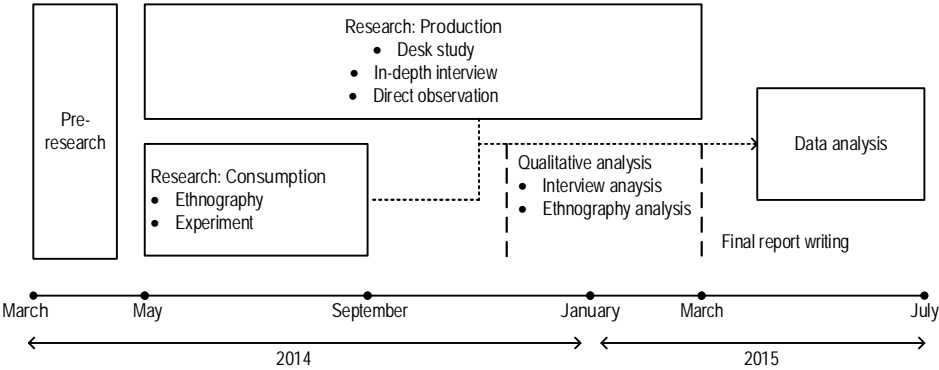 Pre-
research
Research: Production
● Desk study
● In-depth interview
● Direct observation
Research: Consumption
● Ethnography
● Experiment
Qualitative analysis
● Interview anaysis
● Ethnography analysis
Data analysis
Final report writing
March May September January March July
2014 2015